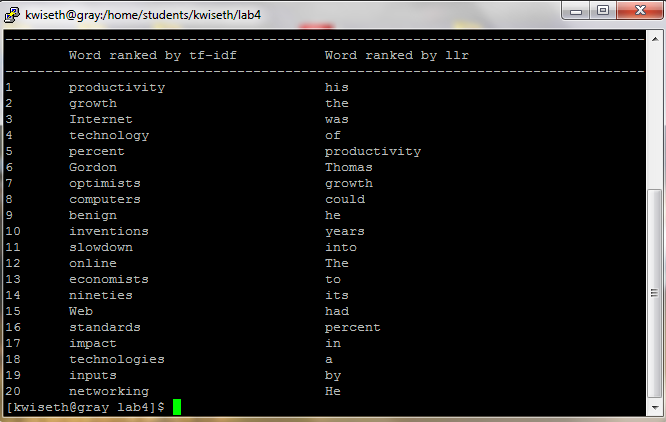 kwiseth@gray:/home/students/kwiseth/lab4
--------------------------------------------------------------------------------
Word ranked by tf-idf Word ranked by llr
--------------------------------------------------------------------------------
1 productivity his
2 growth the
3 Internet was
4 technology of
5 percent productivity
6 Gordon Thomas
7 optimists growth
8 computers could
9 benign he
10 inventions years
11 slowdown into
12 online The
13 economists to
14 nineties its
15 Web had
16 standards percent
17 impact in
18 technologies a
19 inputs by
20 networking He
[kwiseth@gray lab4]$